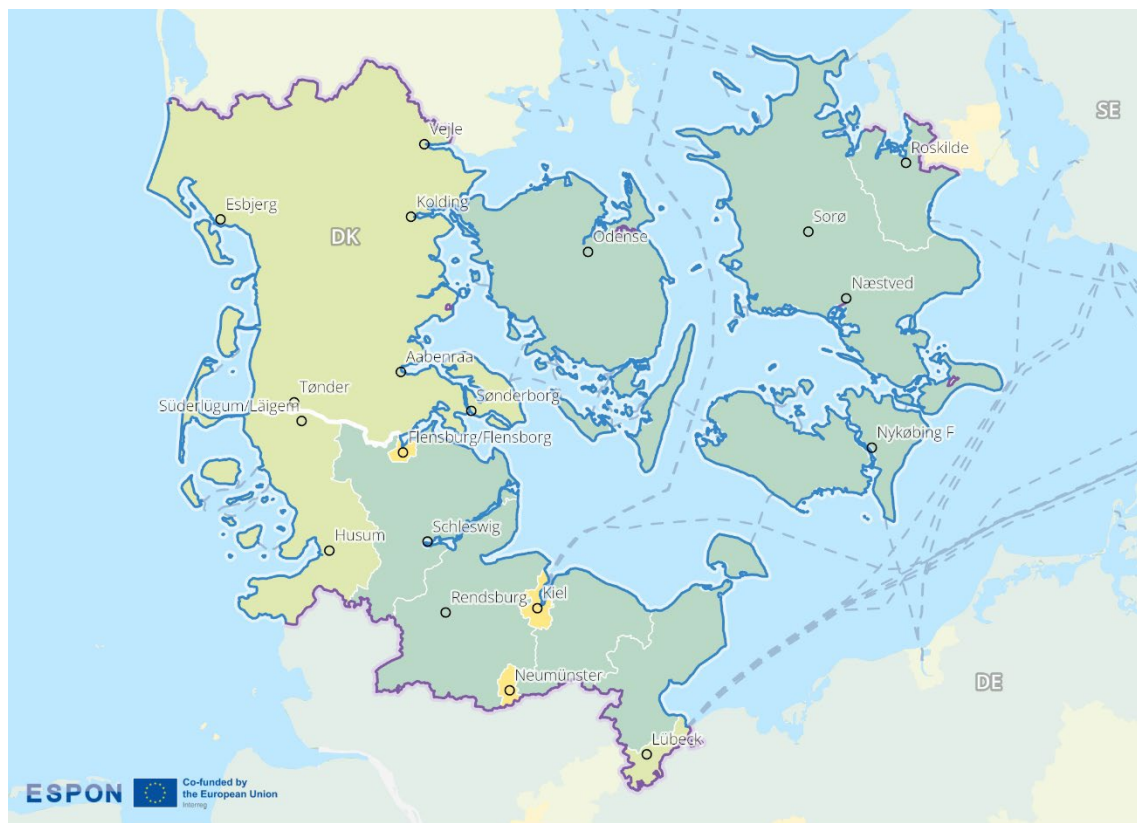 SE
Vejle
Roskilde
Esbjerg
Kolding
DK
Sorø
Odense
Næstved
Aabenraa
Tønder
Sønderborg
Süderlügum/Läigem
Flensburg/Flensborg
Nykøbing F
Schleswig
Husum
Rendsburg
Kiel
Neumünster
DE
Lübeck
ESPON
Co-funded by
the European Union
Interreg